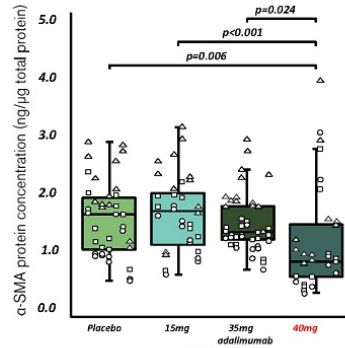 α-SMA protein concentration (ng/μg total protein)
5.0
4.0
3.0
2.0
1.0
0.0
p=0.024
p<0.001
p=0.006
Placebo 15mg 35mg 40mg
adalimumab